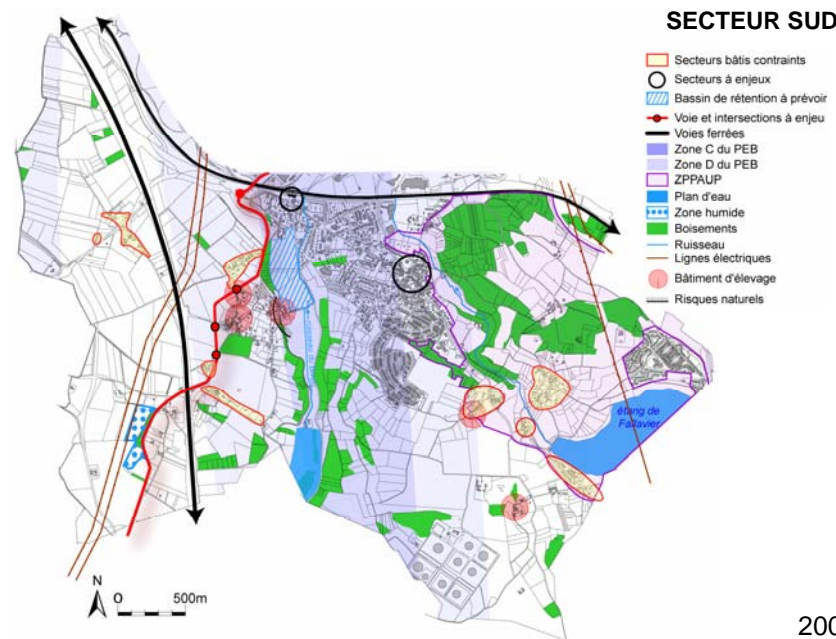 SECTEUR SUD
Secteurs bâtis contraints
Secteurs à enjeux
Bassin de rétention à prévoir
Voie et intersections à enjeu
Voies ferrées
Zone C du PEB
Zone D du PEB
ZPPAUP
Plan d'eau
Zone humide
Boisements
Ruisseau
Lignes électriques
Bâtiment d'élevage
Risques naturels
étang de
Fallavier
N
0 500m
200